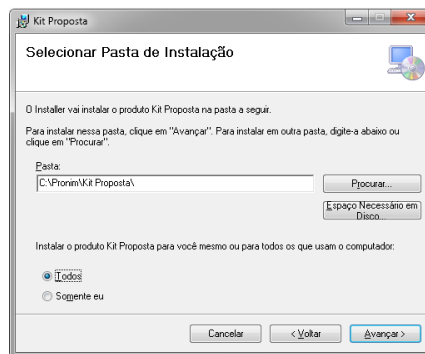 Kit Proposta
Selecionar Pasta de Instalação
O Installer vai instalar o produto Kit Proposta na pasta a seguir.
Para instalar nessa pasta, clique em "Avançar". Para instalar em outra pasta, digite-a abaixo ou
clique em "Procurar".
Pasta:
C:\Pronim\Kit Proposta\
Procurar...
Espaço Necessário em
Disco...
Instalar o produto Kit Proposta para você mesmo ou para todos os que usam o computador:
Todos
Somente eu
Cancelar
< Voltar
Avançar >